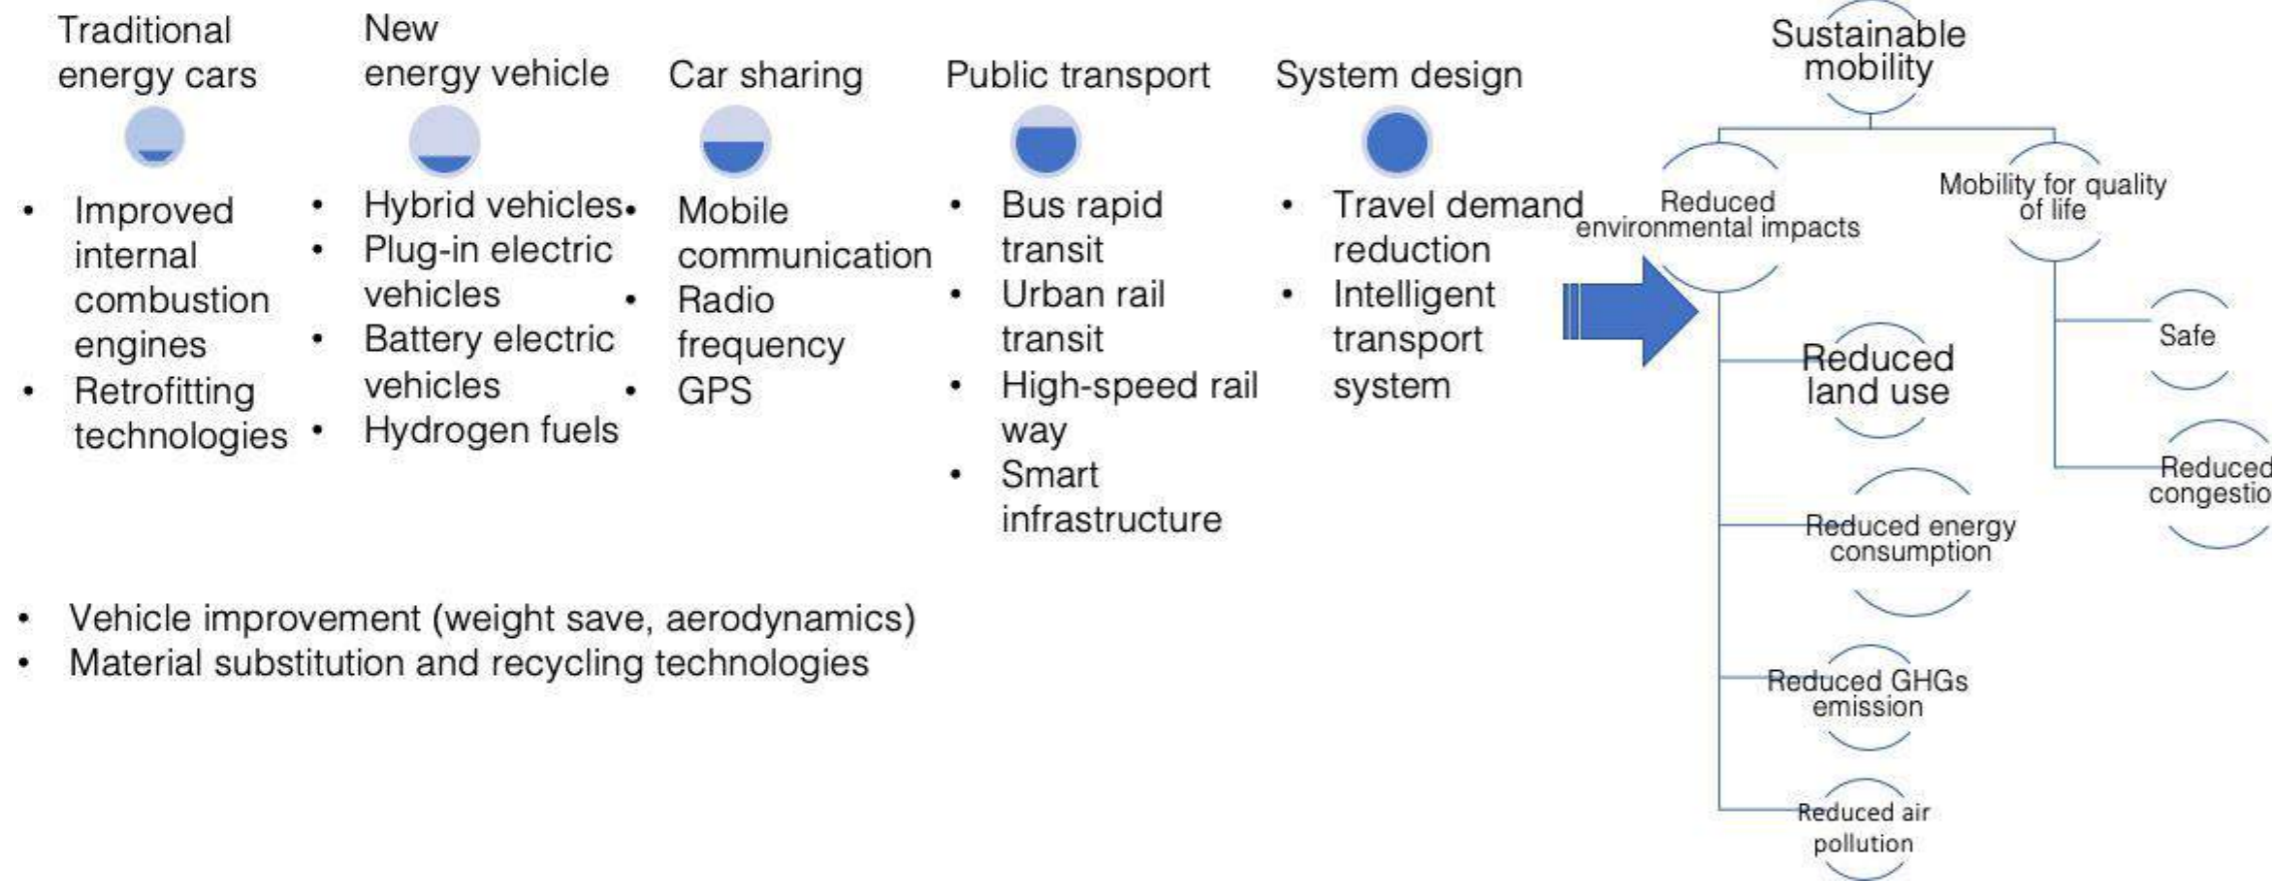 Traditional
energy cars
• Improved
internal
combustion
engines
• Retrofitting
technologies
New
energy vehicle
• Hybrid vehicles
• Plug-in electric
vehicles
• Battery electric
vehicles
• Hydrogen fuels
Car sharing
• Mobile
communication
• Radio
frequency
• GPS
Public transport
• Bus rapid
transit
• Urban rail
transit
• High-speed rail
way
• Smart
infrastructure
System design
• Travel demand
reduction
• Intelligent
transport
system
• Vehicle improvement (weight save, aerodynamics)
• Material substitution and recycling technologies
Sustainable
mobility
Reduced
environmental impacts
Reduced
land use
Reduced energy
consumption
Reduced GHGs
emission
Reduced air
pollution
Mobility for quality
of life
Safe
Reduced
congestio